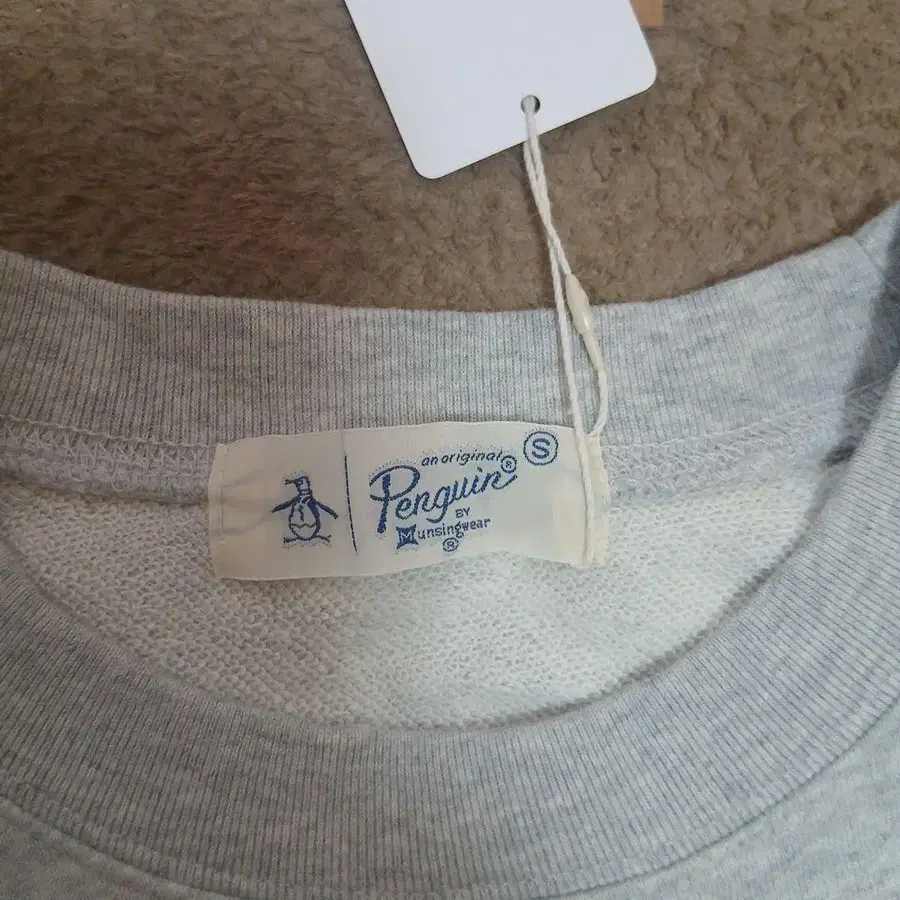 an original
Penguin® Ⓢ
BY
Munsingwear
®